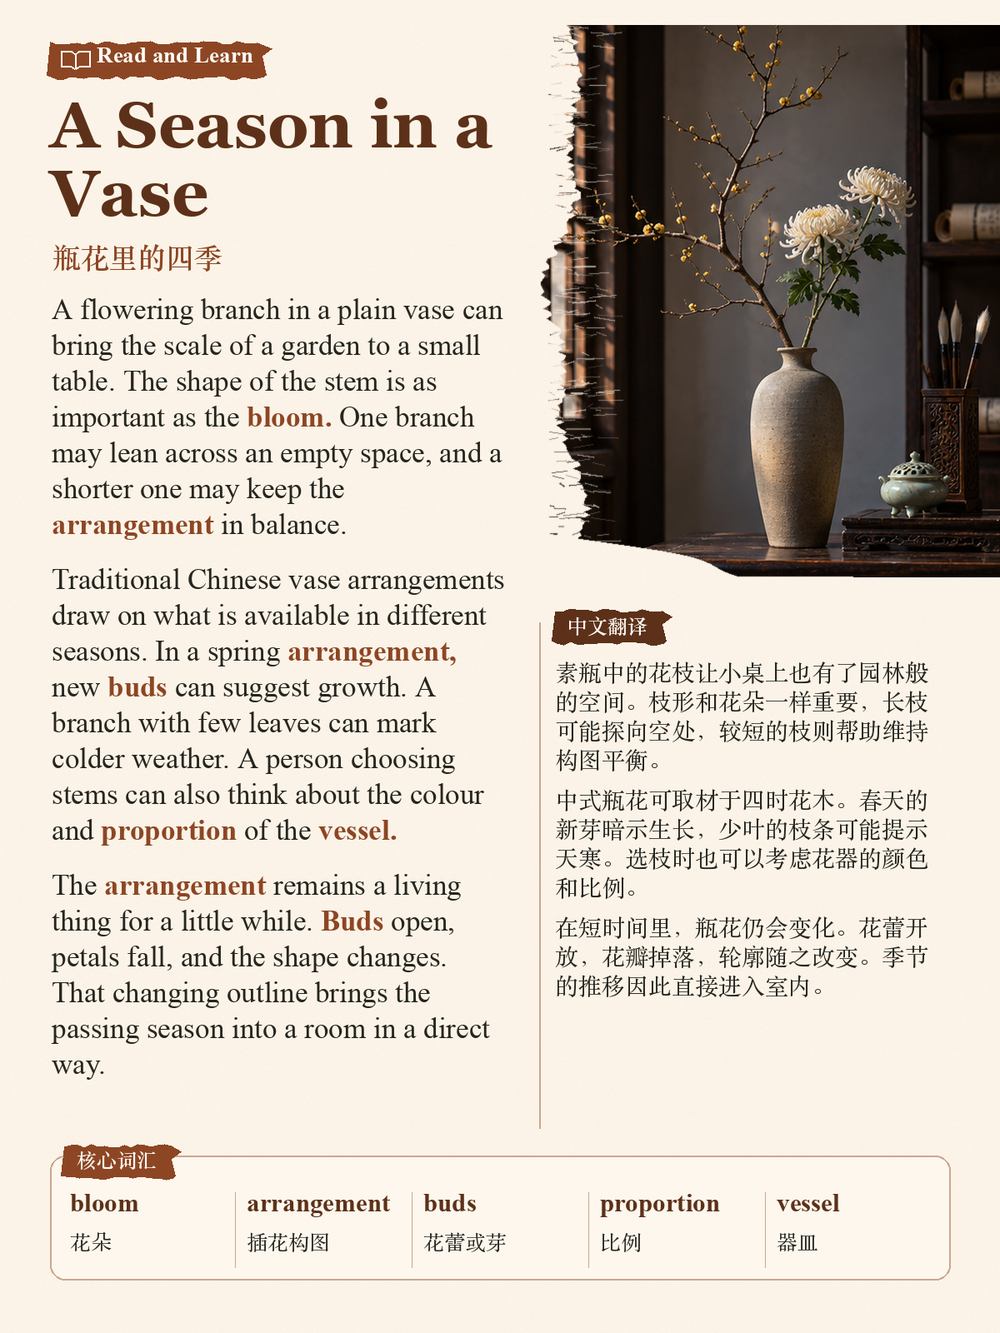 Read and Learn
A Season in a
Vase
瓶花里的四季
A flowering branch in a plain vase can
bring the scale of a garden to a small
table. The shape of the stem is as
important as the bloom. One branch
may lean across an empty space, and a
shorter one may keep the
arrangement in balance.
Traditional Chinese vase arrangements
draw on what is available in different
seasons. In a spring arrangement,
new buds can suggest growth. A
branch with few leaves can mark
colder weather. A person choosing
stems can also think about the colour
and proportion of the vessel.
The arrangement remains a living
thing for a little while. Buds open,
petals fall, and the shape changes.
That changing outline brings the
passing season into a room in a direct
way.
中文翻译
素瓶中的花枝让小桌上也有了园林般
的空间。枝形和花朵一样重要，长枝
可能探向空处，较短的枝则帮助维持
构图平衡。
中式瓶花可取材于四时花木。春天的
新芽暗示生长，少叶的枝条可能提示
天寒。选枝时也可以考虑花器的颜色
和比例。
在短时间里，瓶花仍会变化。花蕾开
放，花瓣掉落，轮廓随之改变。季节
的推移因此直接进入室内。
核心词汇
bloom
花朵
arrangement
插花构图
buds
花蕾或芽
proportion
比例
vessel
器皿